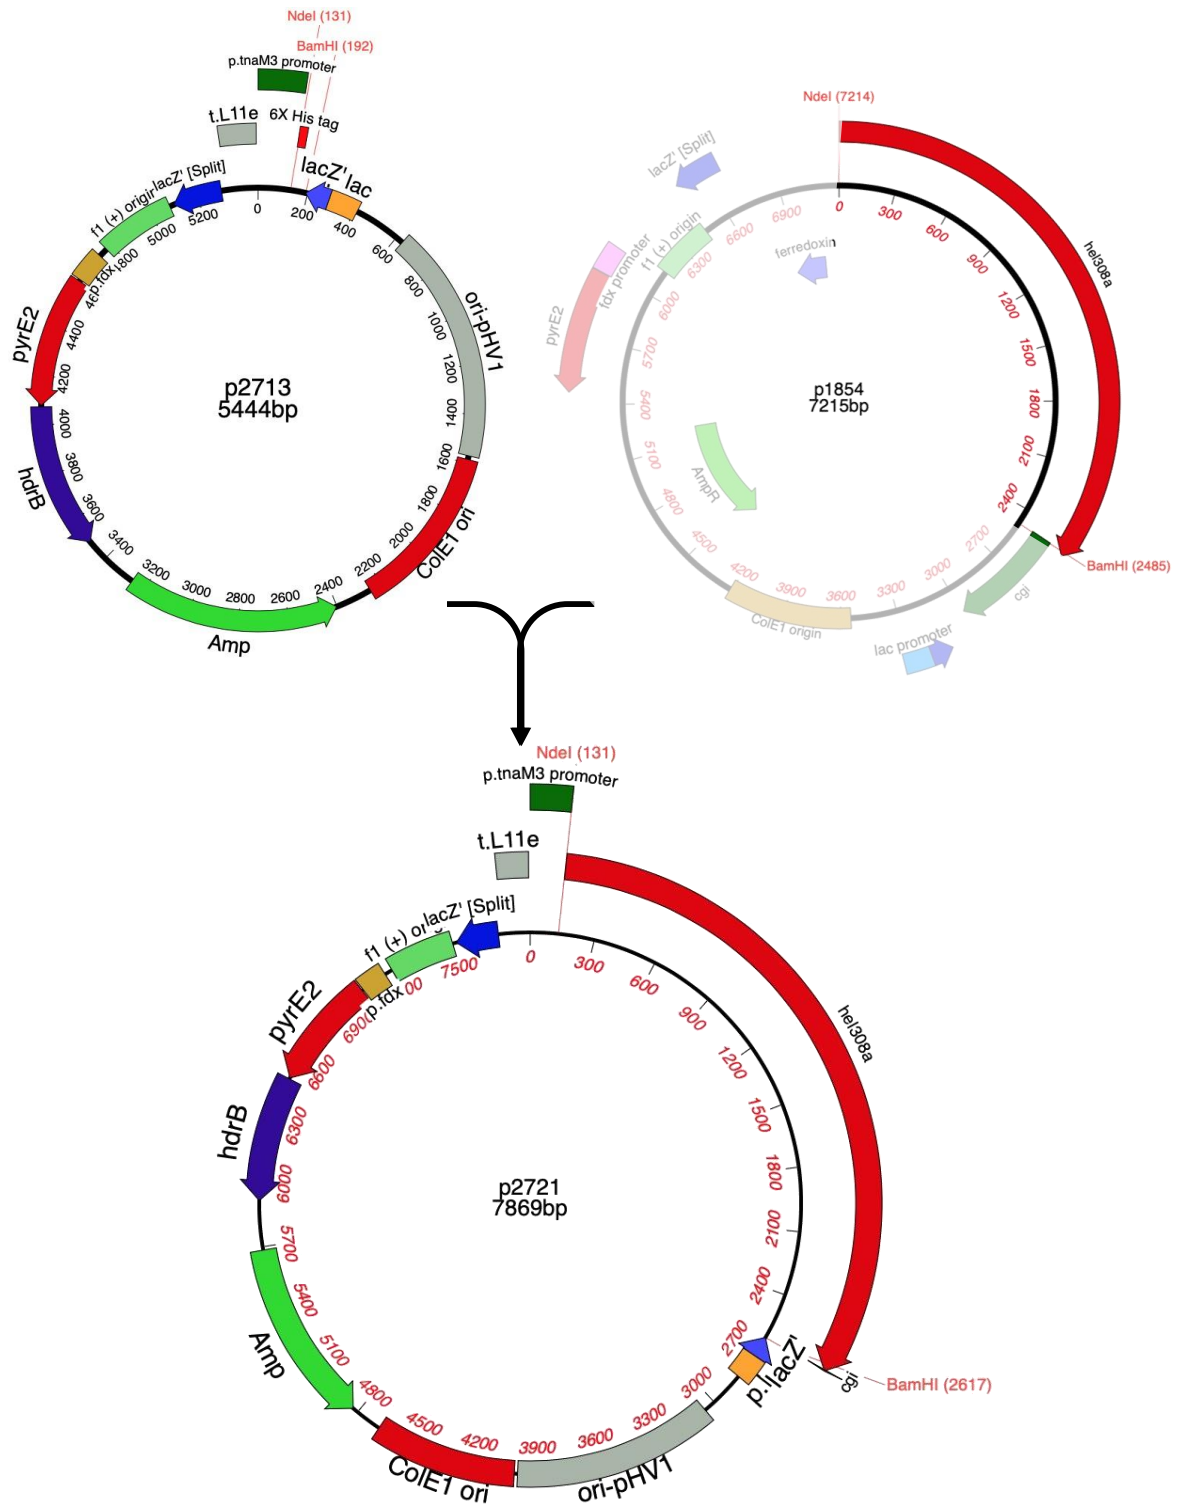 NdeI (131)
BamHI (192)
p.tnaM3 promoter
t.L11e
6X His tag
lacZ' [Split]
lacZ'
lac
f1 (+) origin
p.fdx
pyrE2
hdrB
Amp
ColE1 ori
ori-pHV1
0
200
400
600
800
1000
1200
1400
1600
1800
2000
2200
2400
2600
2800
3000
3200
3400
3600
3800
4000
4200
4400
5000
5200
p2713
5444bp
NdeI (7214)
lacZ' [Split]
f1 (+) origin
fdx promoter
pyrE2
ferredoxin
AmpR
ColE1 origin
lac promoter
cgi
hel308a
BamHI (2485)
0
300
600
900
1200
1500
1800
2100
2400
2700
3000
3300
3600
3900
4200
4500
4800
5100
5400
5700
6000
6300
6600
6900
p1854
7215bp
NdeI (131)
p.tnaM3 promoter
t.L11e
lacZ' [Split]
f1 (+)
p.fdx
pyrE2
hdrB
Amp
ColE1 ori
ori-pHV1
lacZ'
cgi
BamHI (2617)
hel308a
0
300
600
900
1200
1500
1800
2100
2400
2700
3000
3300
3600
3900
4200
4500
4800
5100
5400
5700
6000
6300
6600
7500
p2721
7869bp